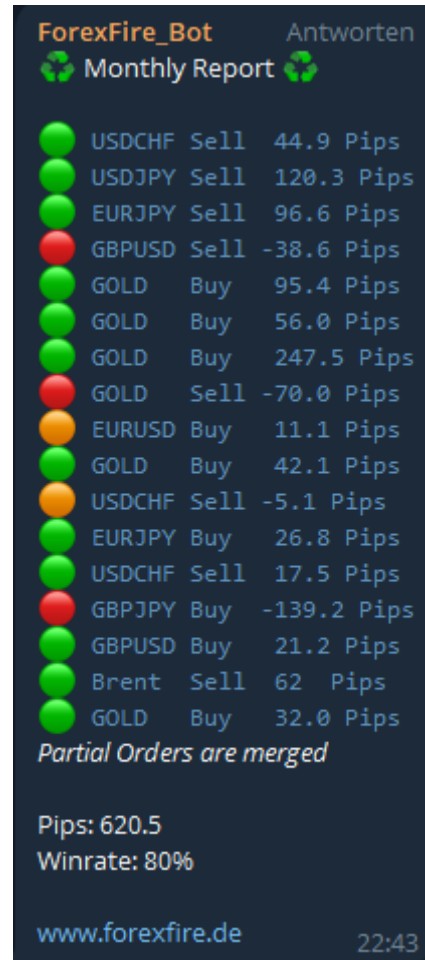 ForexFire_Bot Antworten
♻ Monthly Report ♻
USDCHF Sell 44.9 Pips
USDJPY Sell 120.3 Pips
EURJPY Sell 96.6 Pips
GBPUSD Sell -38.6 Pips
GOLD Buy 95.4 Pips
GOLD Buy 56.0 Pips
GOLD Buy 247.5 Pips
GOLD Sell -70.0 Pips
EURUSD Buy 11.1 Pips
GOLD Buy 42.1 Pips
USDCHF Sell -5.1 Pips
EURJPY Buy 26.8 Pips
USDCHF Sell 17.5 Pips
GBPJPY Buy -139.2 Pips
GBPUSD Buy 21.2 Pips
Brent Sell 62 Pips
GOLD Buy 32.0 Pips
Partial Orders are merged
Pips: 620.5
Winrate: 80%
www.forexfire.de 22:43